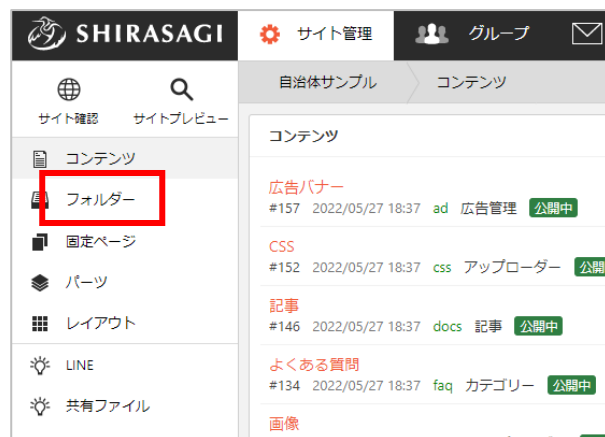 SHIRASAGI サイト管理 グループ
サイト確認 サイトプレビュー
自治体サンプル コンテンツ
コンテンツ
フォルダー
固定ページ
パーツ
レイアウト
LINE
共有ファイル
コンテンツ
広告バナー
#157 2022/05/27 18:37 ad 広告管理 公開中
CSS
#152 2022/05/27 18:37 css アップローダー 公開
記事
#146 2022/05/27 18:37 docs 記事 公開中
よくある質問
#134 2022/05/27 18:37 faq カテゴリー 公開中
画像